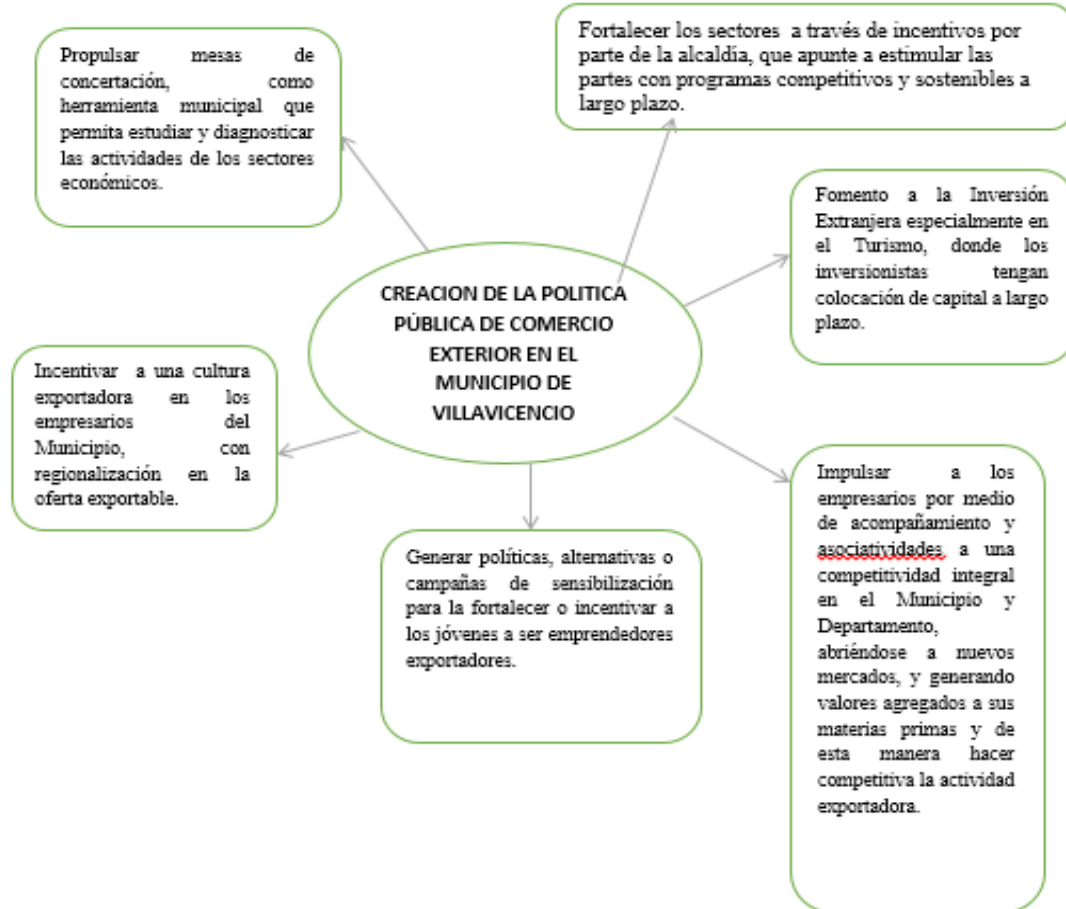 Propulsar mesas de
concertación, como
herramienta municipal que
permita estudiar y diagnosticar
las actividades de los sectores
económicos.
Fortalecer los sectores a través de incentivos por
parte de la alcaldía, que apunte a estimular las
partes con programas competitivos y sostenibles a
largo plazo.
Fomento a la Inversión
Extranjera especialmente en
el Turismo, donde los
inversionistas tengan
colocación de capital a largo
plazo.
CREACION DE LA POLITICA
PÚBLICA DE COMERCIO
EXTERIOR EN EL
MUNICIPIO DE
VILLAVICENCIO
Incentivar a una cultura
exportadora en los
empresarios del
Municipio, con
regionalización en la
oferta exportable.
Generar políticas, alternativas o
campañas de sensibilización
para la fortalecer o incentivar a
los jóvenes a ser emprendedores
exportadores.
Impulsar a los
empresarios por medio
de acompañamiento y
asociatividades a una
competitividad integral
en el Municipio y
Departamento,
abriéndose a nuevos
mercados, y generando
valores agregados a sus
materias primas y de
esta manera hacer
competitiva la actividad
exportadora.